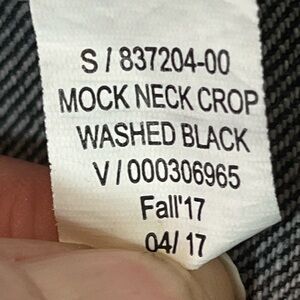 S / 837204-00
MOCK NECK CROP
WASHED BLACK
V / 000306965
Fall'17
04/ 17